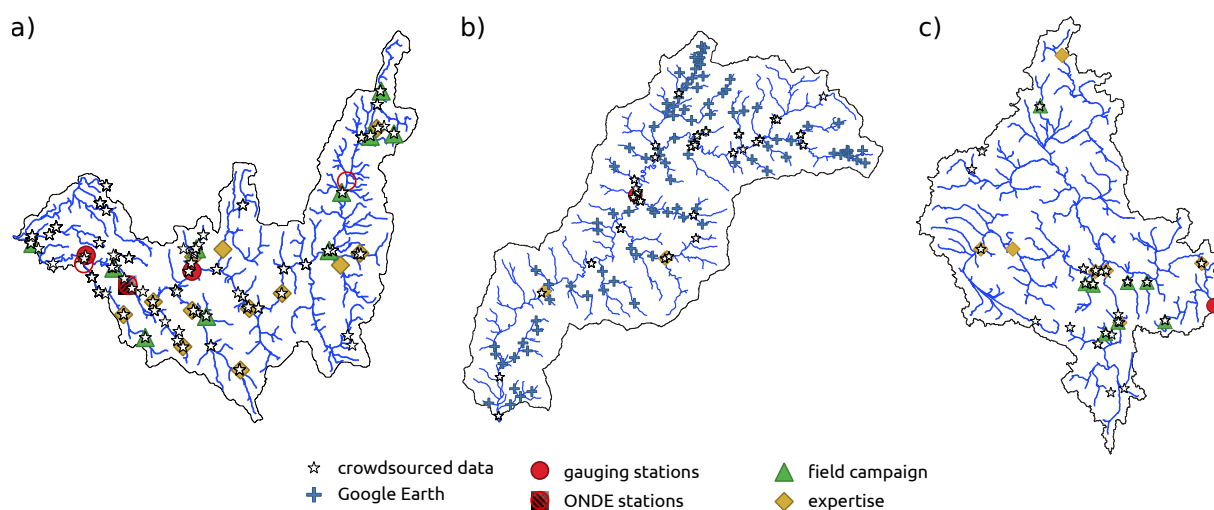 a)
b)
c)
crowdsourced data
gauging stations
field campaign
Google Earth
ONDE stations
expertise